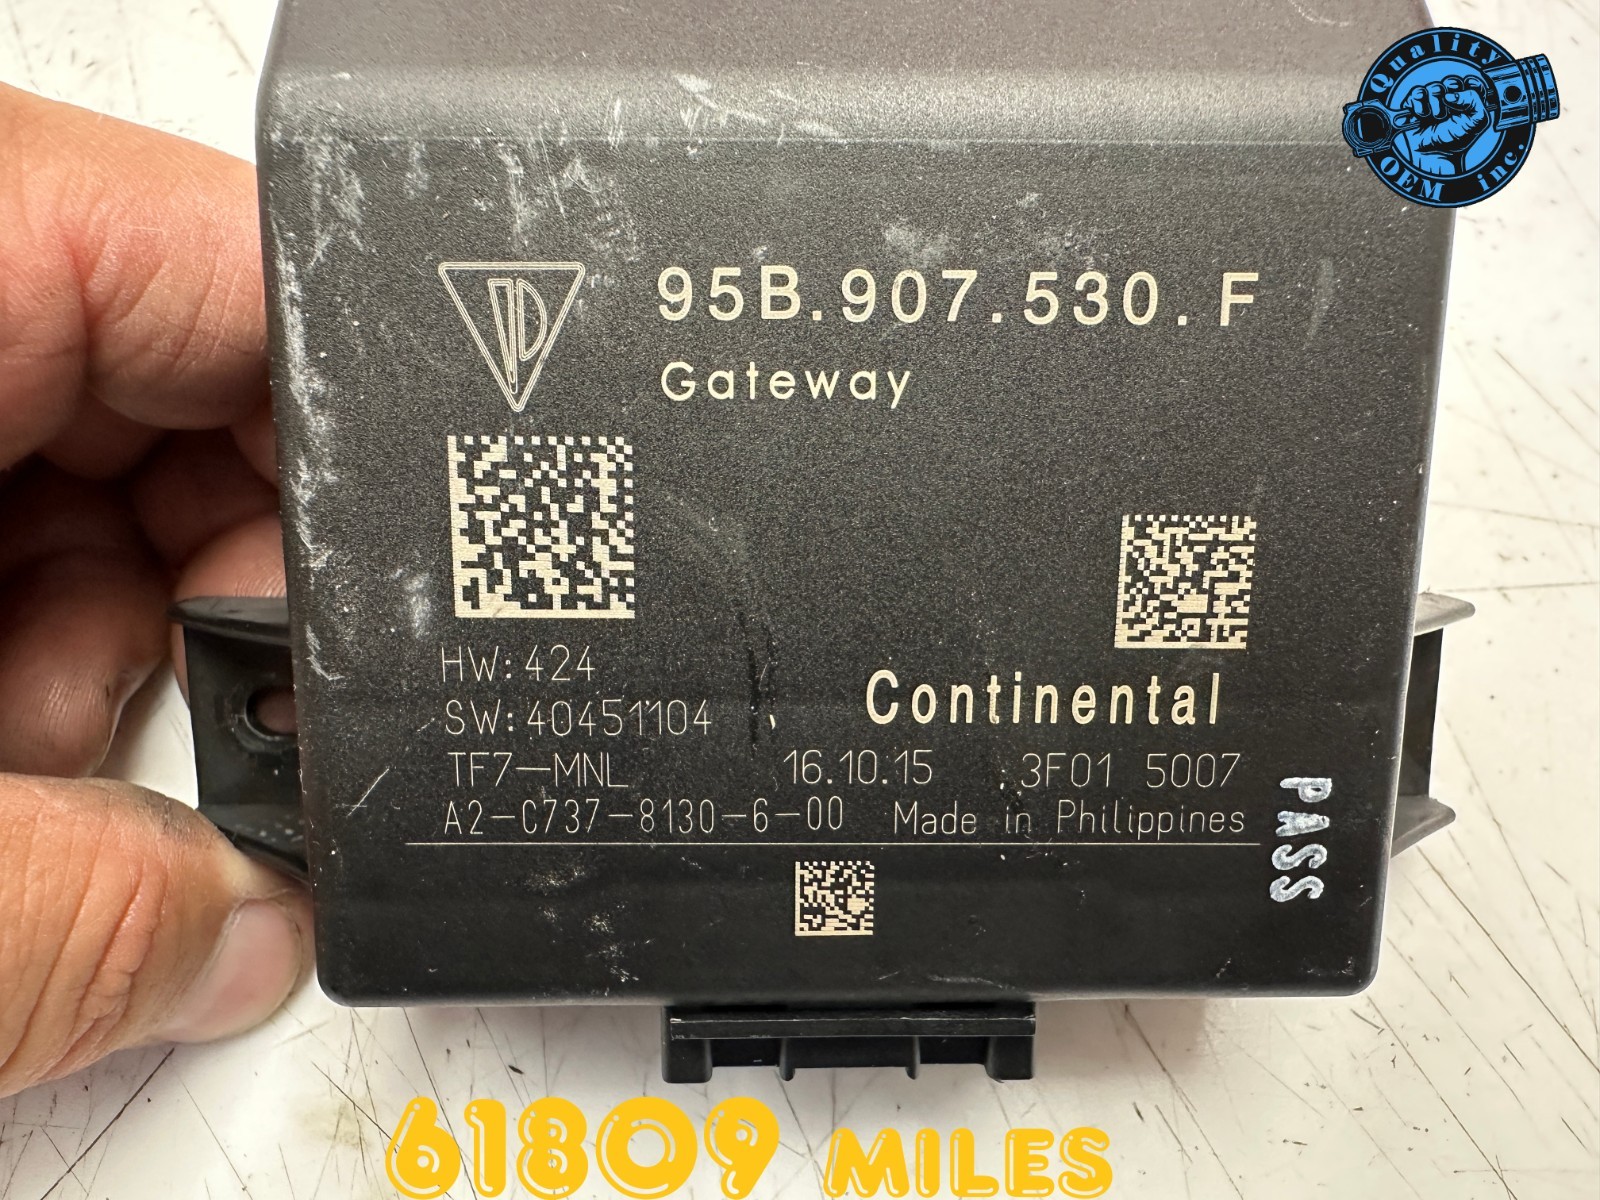 Quality
OEM inc.
95B.907.530.F
Gateway
HW:424
SW:40451104
Continental
TF7-MNL 16.10.15 3F01 5007
A2-C737-8130-6-00 Made in Philippines
PASS
61809 MILES